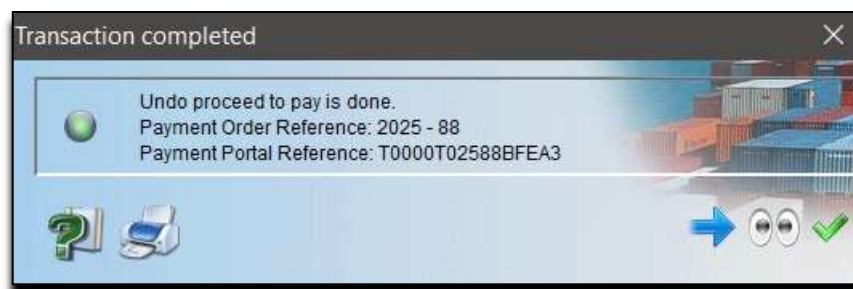 Transaction completed
Undo proceed to pay is done.
Payment Order Reference: 2025 - 88
Payment Portal Reference: T0000T02588BFEA3